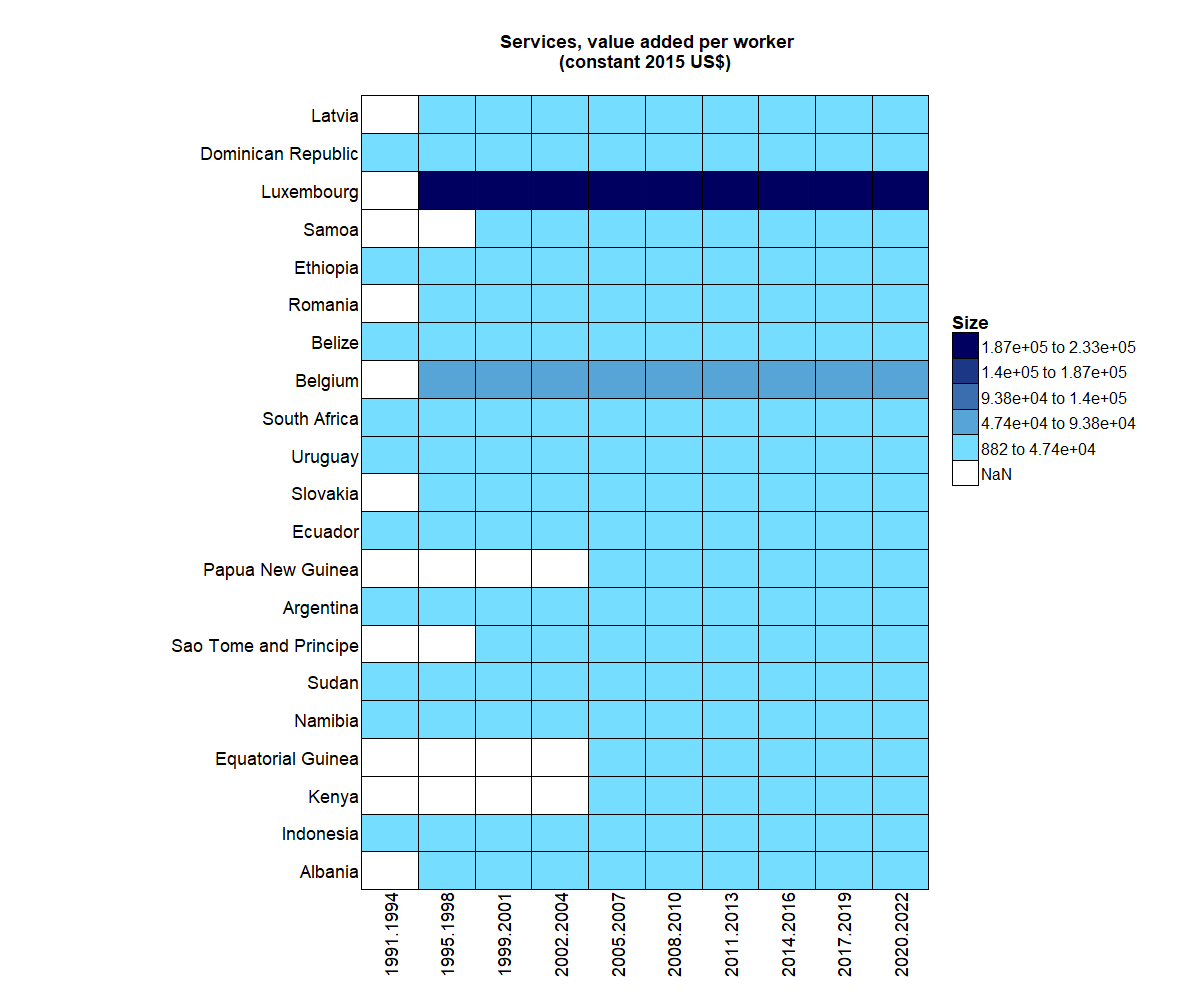 Services, value added per worker
(constant 2015 US$)
Latvia
Dominican Republic
Luxembourg
Samoa
Ethiopia
Romania
Belize
Belgium
South Africa
Uruguay
Slovakia
Ecuador
Papua New Guinea
Argentina
Sao Tome and Principe
Sudan
Namibia
Equatorial Guinea
Kenya
Indonesia
Albania
1991.1994
1995.1998
1999.2001
2002.2004
2005.2007
2008.2010
2011.2013
2014.2016
2017.2019
2020.2022
Size
1.87e+05 to 2.33e+05
1.4e+05 to 1.87e+05
9.38e+04 to 1.4e+05
4.74e+04 to 9.38e+04
882 to 4.74e+04
NaN